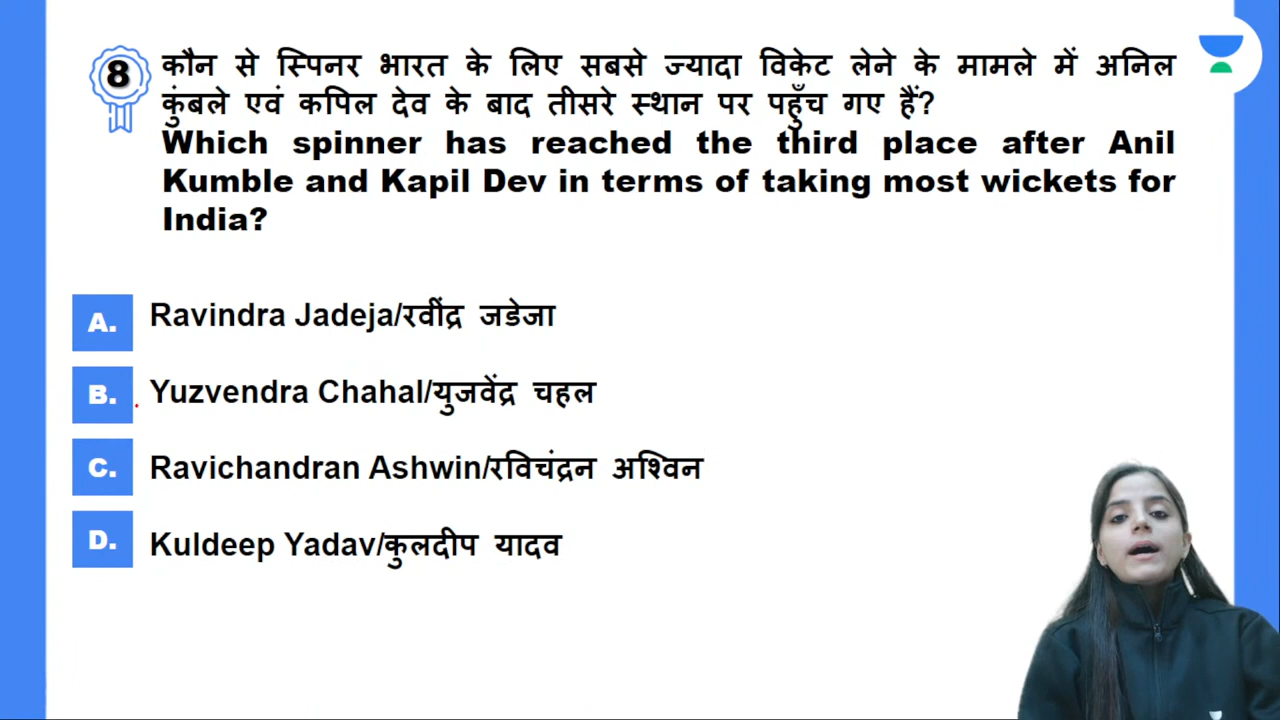 8
कौन से स्पिनर भारत के लिए सबसे ज्यादा विकेट लेने के मामले में अनिल
कुंबले एवं कपिल देव के बाद तीसरे स्थान पर पहुँच गए हैं?
Which spinner has reached the third place after Anil
Kumble and Kapil Dev in terms of taking most wickets for
India?
A. Ravindra Jadeja/रवींद्र जडेजा
B. Yuzvendra Chahal/युजवेंद्र चहल
C. Ravichandran Ashwin/रविचंद्रन अश्विन
D. Kuldeep Yadav/कुलदीप यादव